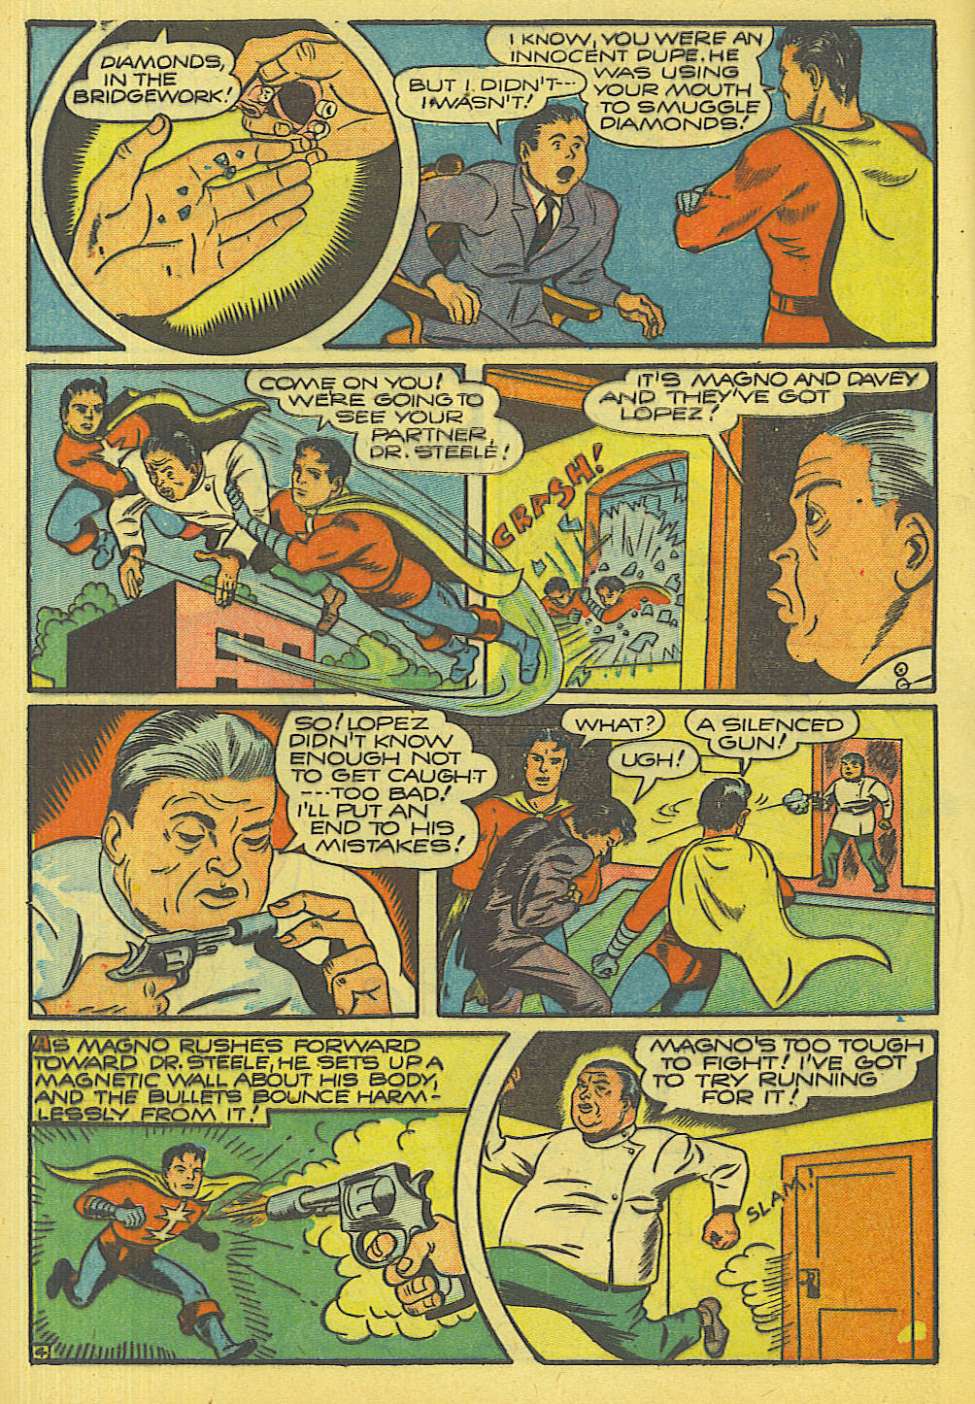 DIAMONDS,
IN THE
BRIDGEWORK!
BUT I DIDN'T---
I WASN'T!
I KNOW, YOU WERE AN
INNOCENT DUPE. HE
WAS USING
YOUR MOUTH
TO SMUGGLE
DIAMONDS!
COME ON YOU!
WE'RE GOING TO
SEE YOUR
PARTNER,
DR. STEELE!
IT'S MAGNO AND DAVEY
AND THEY'VE GOT
LOPEZ!
CRASH!
SO! LOPEZ
DIDN'T KNOW
ENOUGH NOT
TO GET CAUGHT
---TOO BAD!
I'LL PUT AN
END TO HIS
MISTAKES!
WHAT?
UGH!
A SILENCED
GUN!
AS MAGNO RUSHES FORWARD
TOWARD DR. STEELE, HE SETS UP A
MAGNETIC WALL ABOUT HIS BODY,
AND THE BULLETS BOUNCE HARM-
LESSLY FROM IT!
4
MAGNO'S TOO TOUGH
TO FIGHT! I'VE GOT
TO TRY RUNNING
FOR IT!
SLAM!